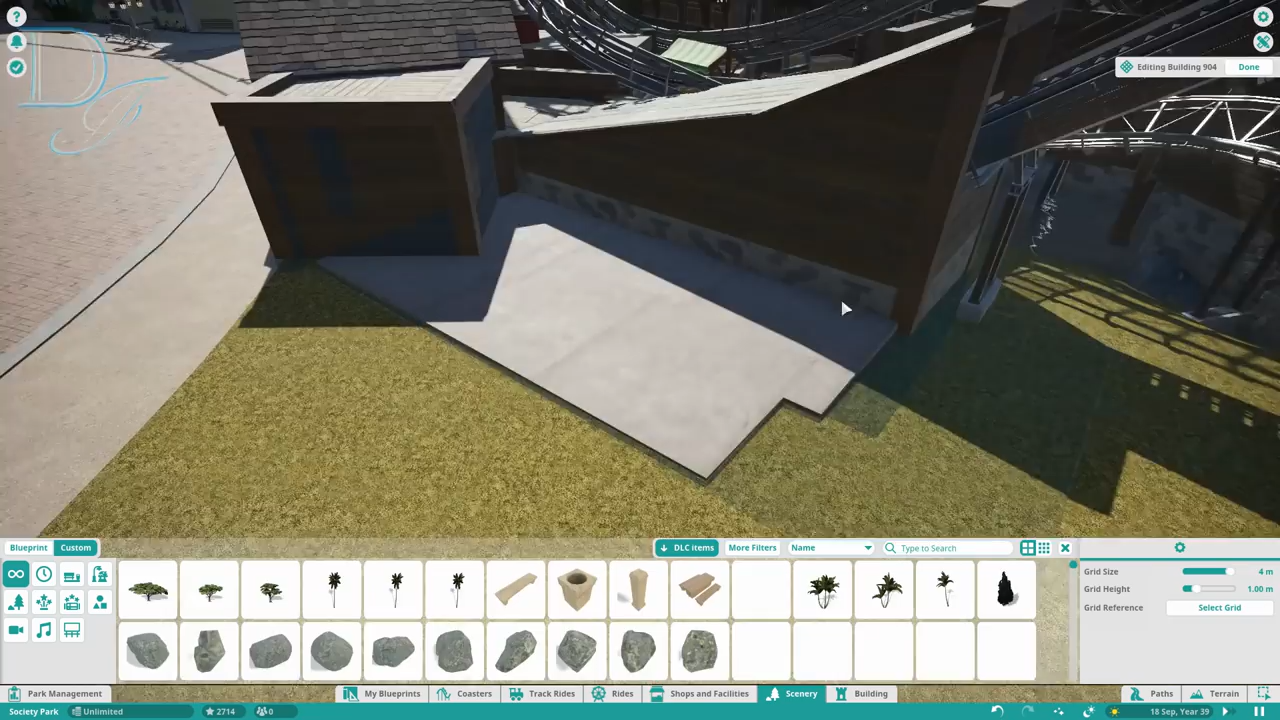 ?
DJ
Editing Building 904 Done
Blueprint Custom DLC items More Filters Name Type to Search
Grid Size 4 m
Grid Height 1.00 m
Grid Reference Select Grid
Park Management My Blueprints Coasters Track Rides Rides Shops and Facilities Scenery Building Paths Terrain
Society Park Unlimited 2714 0 18 Sep, Year 39